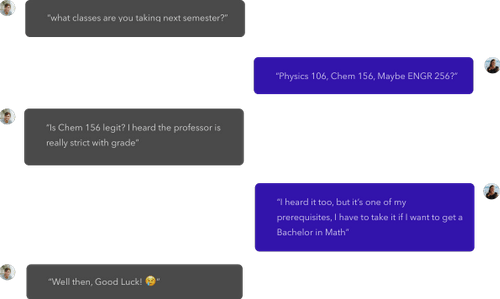 "what classes are you taking next semester?"
"Physics 106, Chem 156, Maybe ENGR 256?"
"Is Chem 156 legit? I heard the professor is
really strict with grade"
"I heard it too, but it's one of my
prerequisites, I have to take it if I want to get a
Bachelor in Math"
"Well then, Good Luck! 😥"